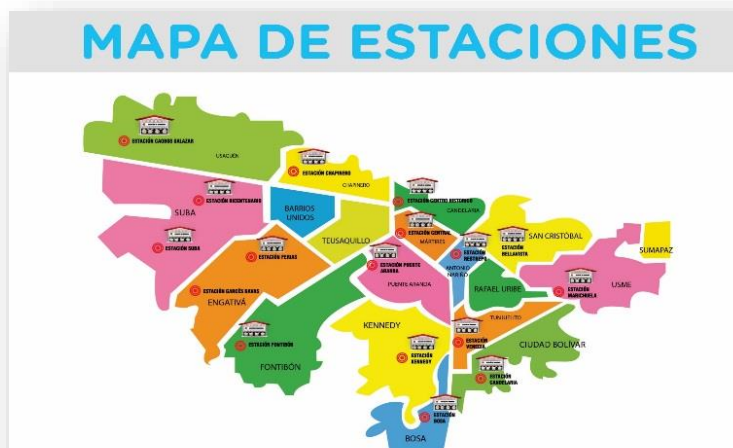 MAPA DE ESTACIONES
ESTACIÓN CAOBOS SALAZAR
USAQUÉN
ESTACIÓN CHAPINERO
CHAPINERO
ESTACIÓN BICENTENARIO
SUBA
ESTACIÓN SUBA
BARRIOS
UNIDOS
TEUSAQUILLO
ESTACIÓN CENTRO HISTORICO
CANDELARIA
ESTACIÓN CENTRAL
MÁRTIRES
ESTACIÓN
RESTREPO
ANTONIO
NARIÑO
SAN CRISTÓBAL
ESTACIÓN
BELLAVISTA
SUMAPAZ
USME
ESTACIÓN
MARICHUELA
RAFAEL URIBE
ESTACIÓN FERIAS
ESTACIÓN GARCÉS NAVAS
ENGATIVÁ
ESTACIÓN PUENTE
ARANDA
PUENTE ARANDA
TUNJUELITO
ESTACIÓN
VENECIA
CIUDAD BOLÍVAR
ESTACIÓN
CANDELARIA
KENNEDY
ESTACIÓN
KENNEDY
ESTACIÓN FONTIBÓN
FONTIBÓN
ESTACIÓN
BOSA
BOSA